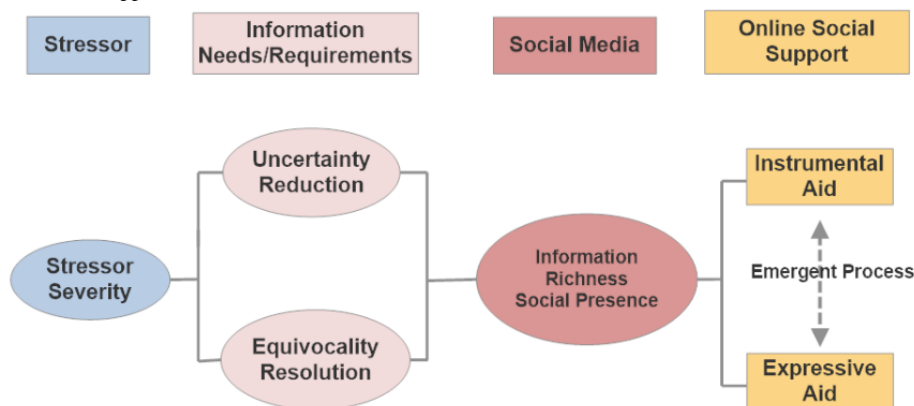 Stressor
Information
Needs/Requirements
Social Media
Online Social
Support
Uncertainty
Reduction
Instrumental
Aid
Stressor
Severity
Information
Richness
Social Presence
Emergent Process
Equivocality
Resolution
Expressive
Aid